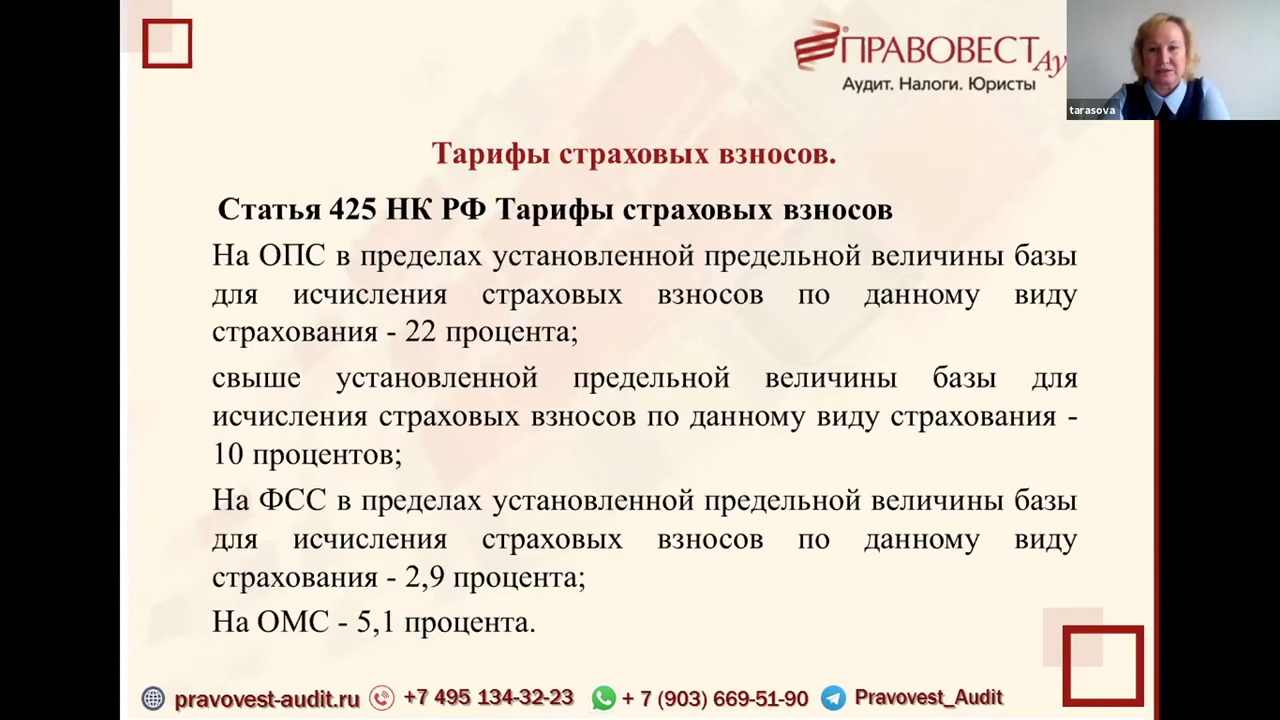 ПРАВОВЕСТ
Ау
Аудит. Налоги. Юристы
tarasova
Тарифы страховых взносов.
Статья 425 НК РФ Тарифы страховых взносов
На ОПС в пределах установленной предельной величины базы
для исчисления страховых взносов по данному виду
страхования - 22 процента;
свыше установленной предельной величины базы для
исчисления страховых взносов по данному виду страхования -
10 процентов;
На ФСС в пределах установленной предельной величины базы
для исчисления страховых взносов по данному виду
страхования - 2,9 процента;
На ОМС - 5,1 процента.
pravovest-audit.ru +7 495 134-32-23 + 7 (903) 669-51-90 Pravovest_Audit